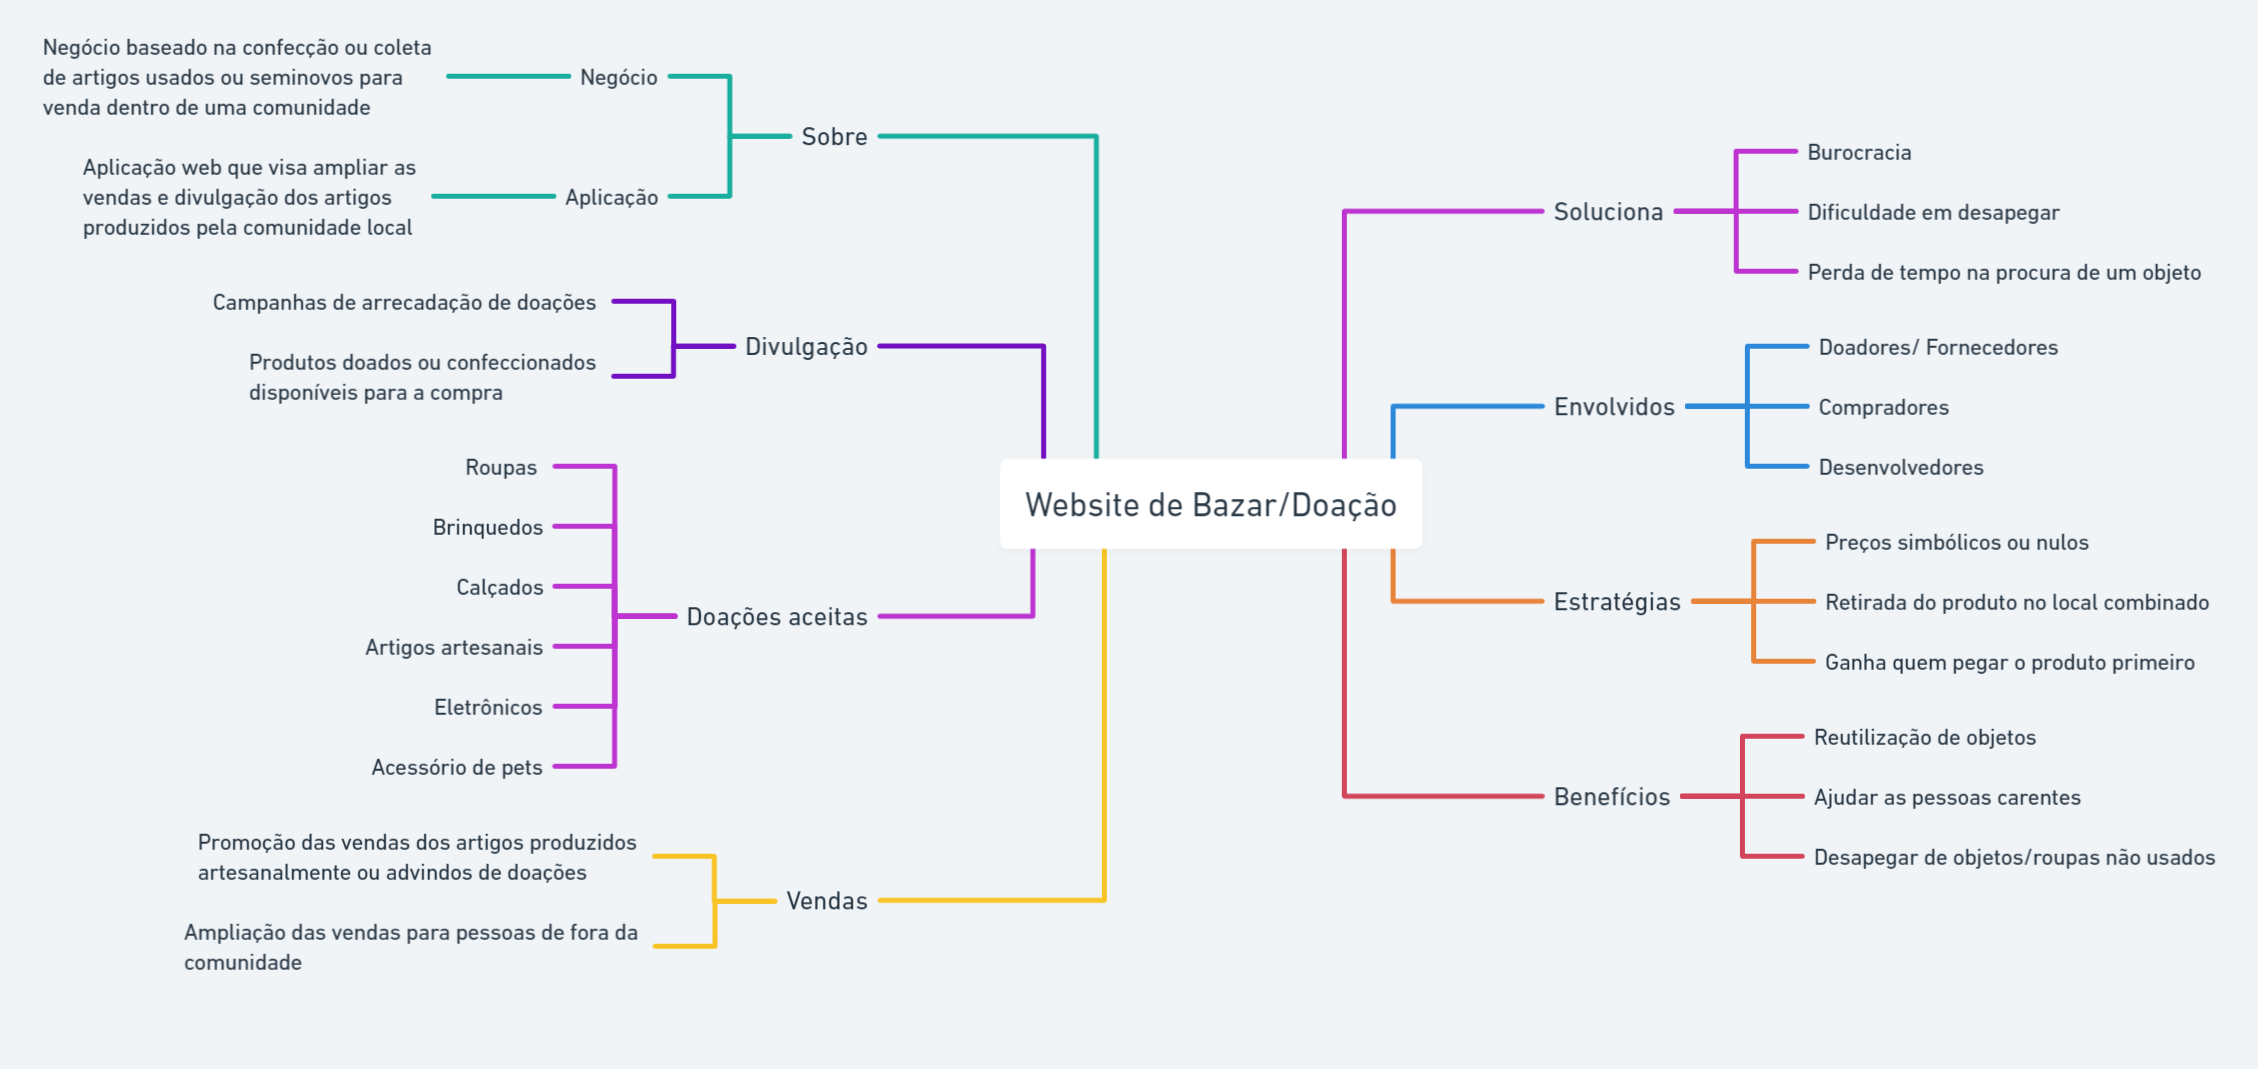 Negócio baseado na confecção ou coleta
de artigos usados ou seminovos para
venda dentro de uma comunidade
Negócio
Sobre
Aplicação web que visa ampliar as
vendas e divulgação dos artigos
produzidos pela comunidade local
Aplicação
Campanhas de arrecadação de doações
Produtos doados ou confeccionados
disponíveis para a compra
Divulgação
Roupas
Brinquedos
Calçados
Artigos artesanais
Eletrônicos
Acessório de pets
Doações aceitas
Promoção das vendas dos artigos produzidos
artesanalmente ou advindos de doações
Ampliação das vendas para pessoas de fora da
comunidade
Vendas
Website de Bazar/Doação
Soluciona
Burocracia
Dificuldade em desapegar
Perda de tempo na procura de um objeto
Envolvidos
Doadores/ Fornecedores
Compradores
Desenvolvedores
Estratégias
Preços simbólicos ou nulos
Retirada do produto no local combinado
Ganha quem pegar o produto primeiro
Benefícios
Reutilização de objetos
Ajudar as pessoas carentes
Desapegar de objetos/roupas não usados